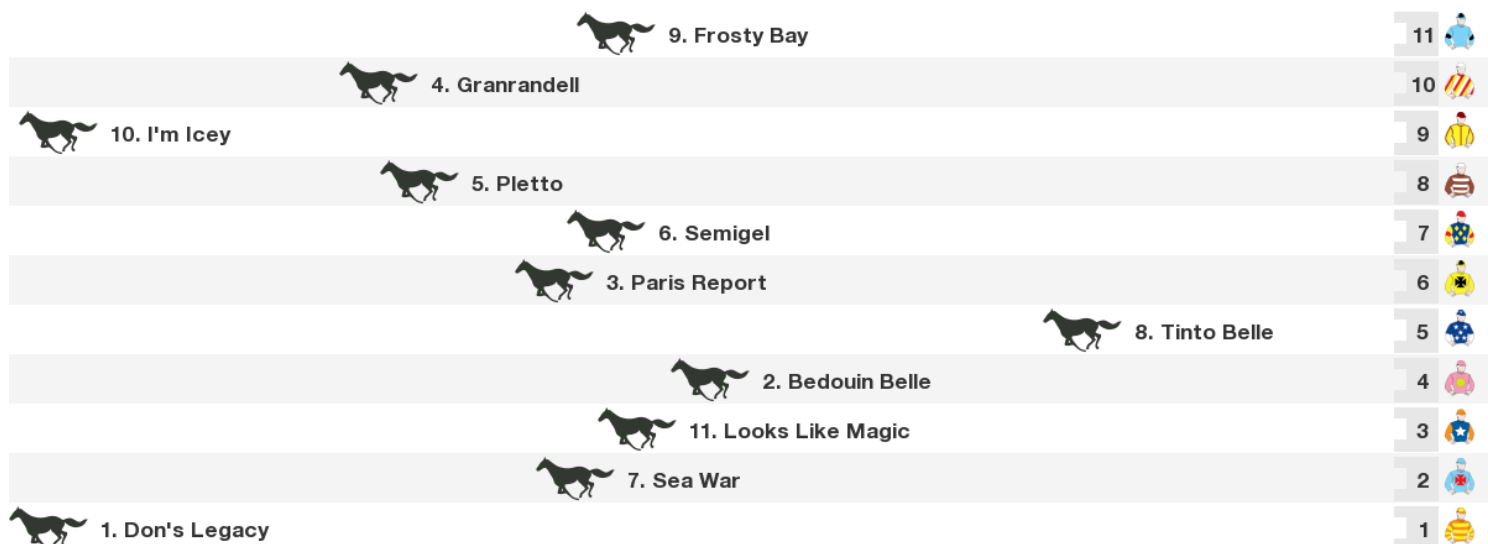 9. Frosty Bay 11
4. Granrandell 10
10. I'm Icey 9
5. Pletto 8
6. Semigel 7
3. Paris Report 6
8. Tinto Belle 5
2. Bedouin Belle 4
11. Looks Like Magic 3
7. Sea War 2
1. Don's Legacy 1